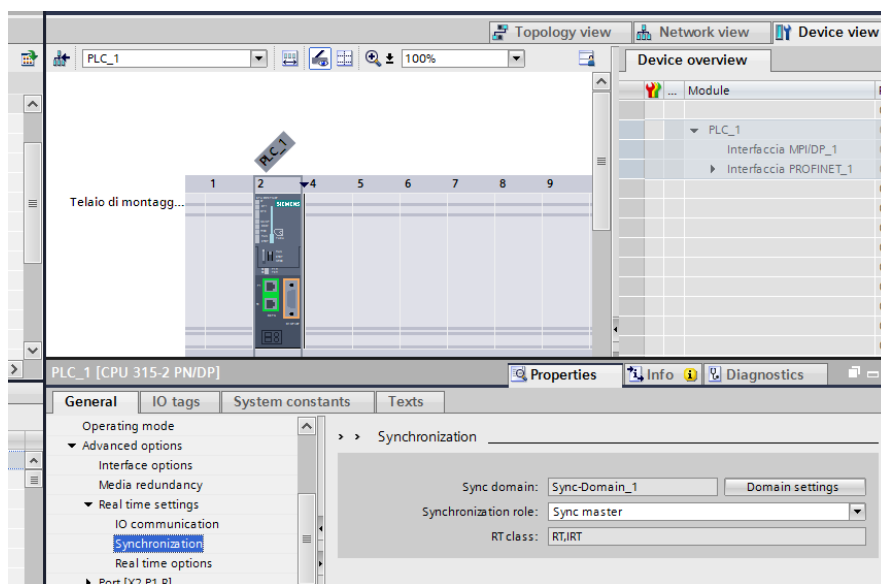 Topology view
Network view
Device view
PLC_1
100%
Device overview
... Module
PLC_1
Interfaccia MPI/DP_1
Interfaccia PROFINET_1
PLC_1
1 2 4 5 6 7 8 9
Telaio di montagg...
SIEMENS
PLC_1 [CPU 315-2 PN/DP]
Properties
Info
Diagnostics
General
IO tags
System constants
Texts
Operating mode
Advanced options
Interface options
Media redundancy
Real time settings
IO communication
Synchronization
Real time options
Port [X2 P1 R]
> > Synchronization
Sync domain: Sync-Domain_1 Domain settings
Synchronization role: Sync master
RT class: RT,IRT